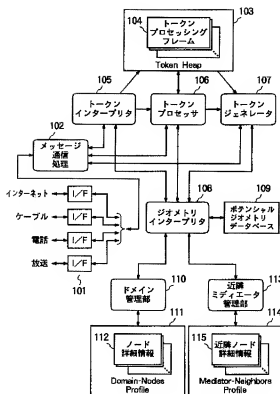 103
104
トークン
プロセッシング
フレーム
Token Heap
105
106
107
トークン
インタープリタ
トークン
プロセッサ
トークン
ジェネレータ
102
メッセージ
通信
処理
インターネット
I/F
ケーブル
I/F
電話
I/F
放送
I/F
101
108
ジオメトリ
インタープリタ
109
ポテンシャル
ジオメトリ
データベース
110
ドメイン
管理部
113
近隣
ミディエータ
管理部
111
114
112
ノード
詳細情報
115
近隣ノード
詳細情報
Domain-Nodes
Profile
Mediator-Neighbors
Profile